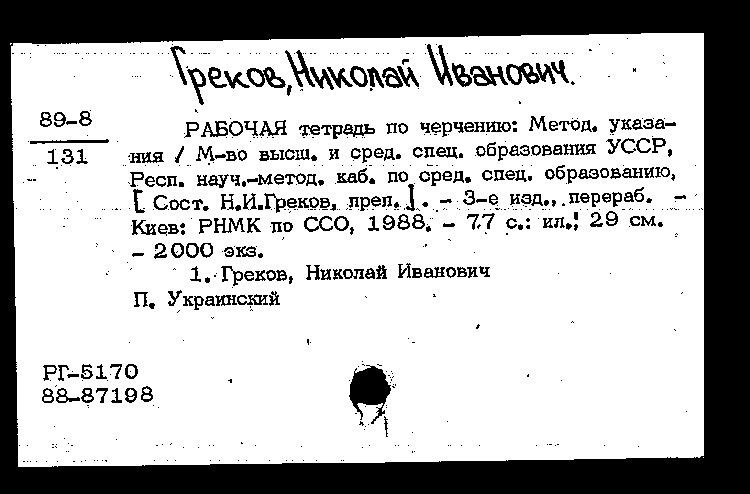 Греков, Николай Иванович.
89-8
131
РАБОЧАЯ тетрадь по черчению: Метод. указа-
ния / М-во высш. и сред. спец. образования УССР,
Респ. науч.-метод. каб. по сред. спец. образованию,
[ Сост. Н.И.Греков, преп.]. - 3-е изд., перераб. -
Киев: РНМК по ССО, 1988. - 77 с.: ил.; 29 см.
- 2000 экз.
1. Греков, Николай Иванович
П. Украинский
РГ-5170
88-87198